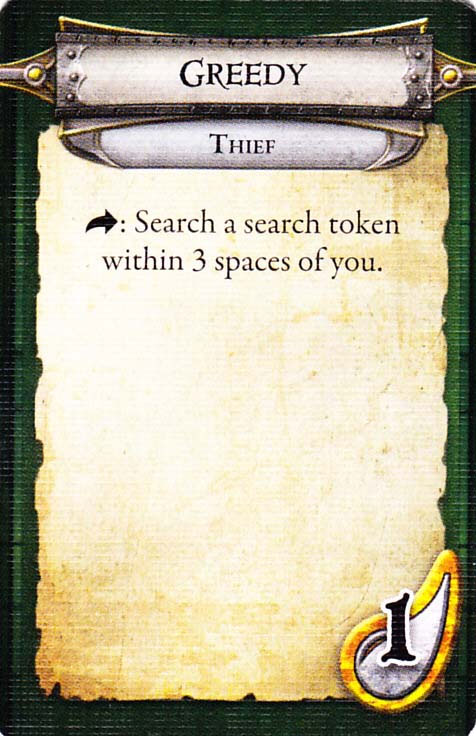 Greedy
Thief
: Search a search token
within 3 spaces of you.
1